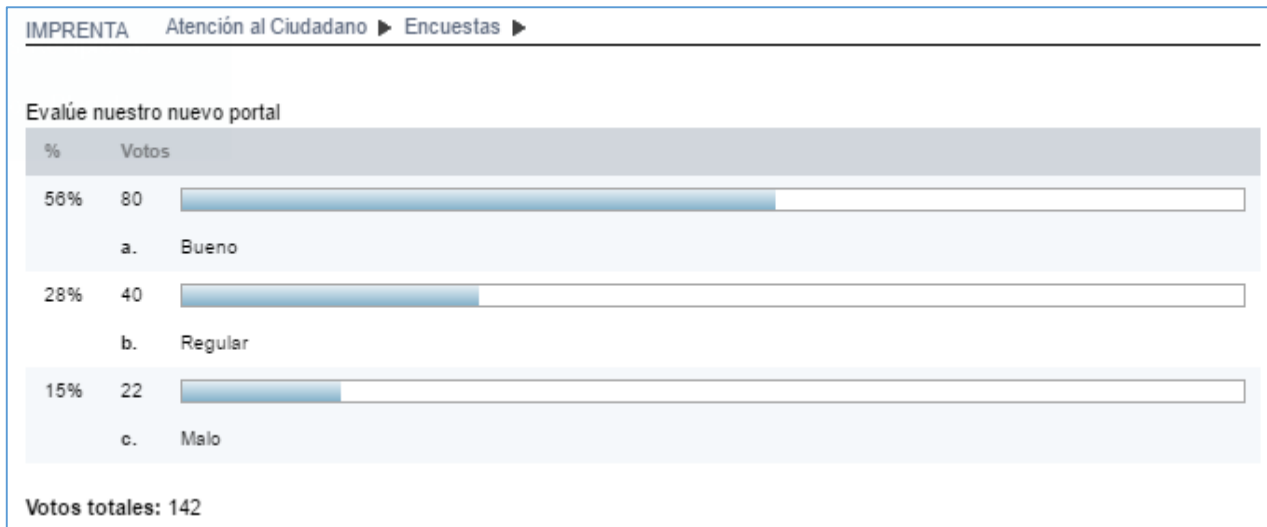 IMPRENTA Atención al Ciudadano ▶ Encuestas ▶
Evalúe nuestro nuevo portal
% Votos
56% 80
a. Bueno
28% 40
b. Regular
15% 22
c. Malo
Votos totales: 142